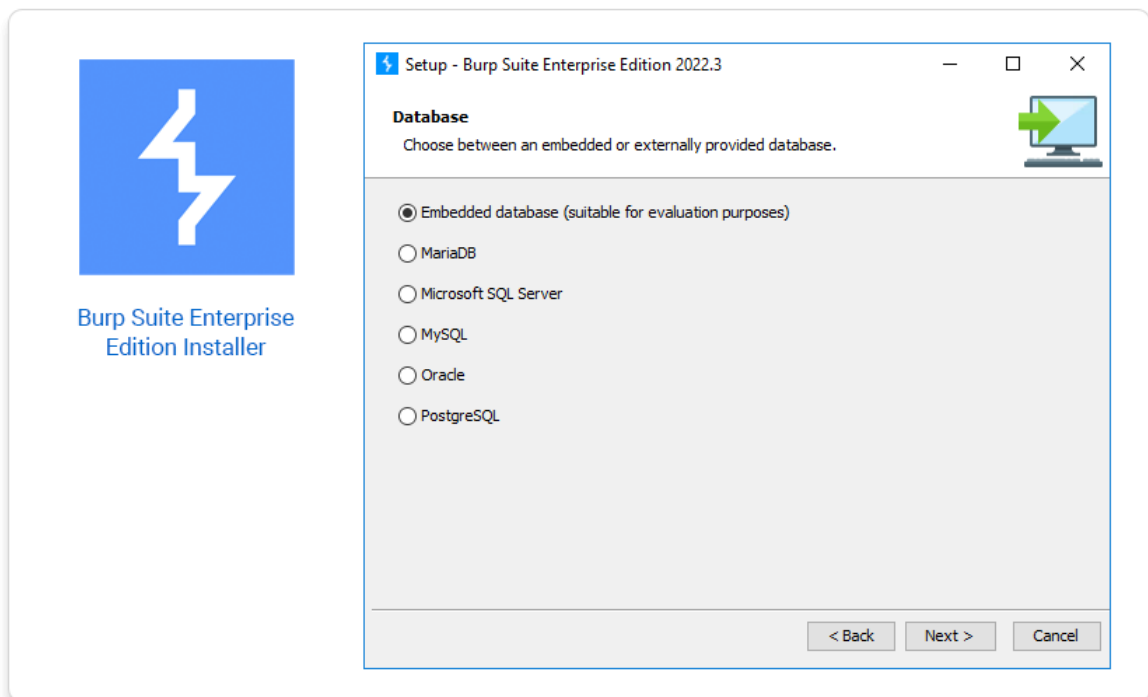 Burp Suite Enterprise
Edition Installer
Setup - Burp Suite Enterprise Edition 2022.3
Database
Choose between an embedded or externally provided database.
Embedded database (suitable for evaluation purposes)
MariaDB
Microsoft SQL Server
MySQL
Oracle
PostgreSQL
< Back Next > Cancel